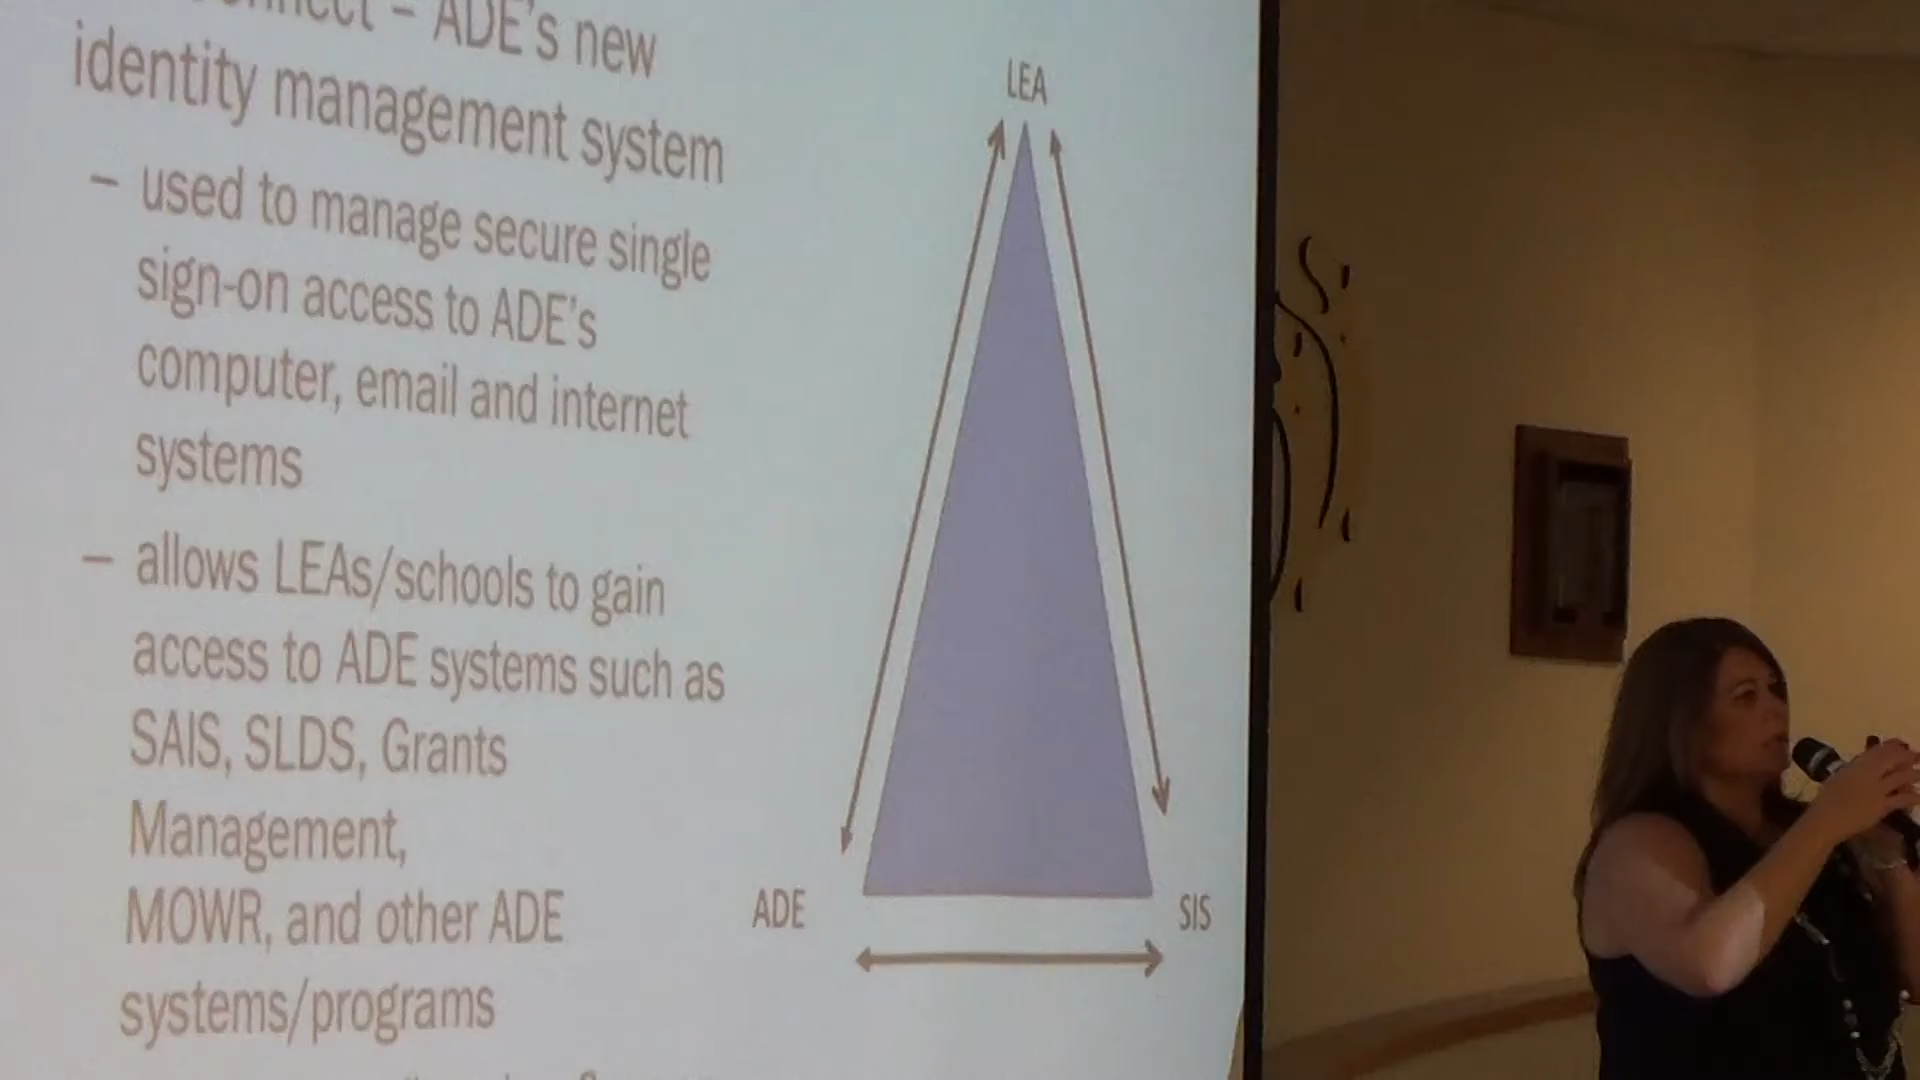 – ADE's new
identity management system
– used to manage secure single
sign-on access to ADE's
computer, email and internet
systems
– allows LEAs/schools to gain
access to ADE systems such as
SAIS, SLDS, Grants
Management,
MOWR, and other ADE
systems/programs
LEA
ADE
SIS